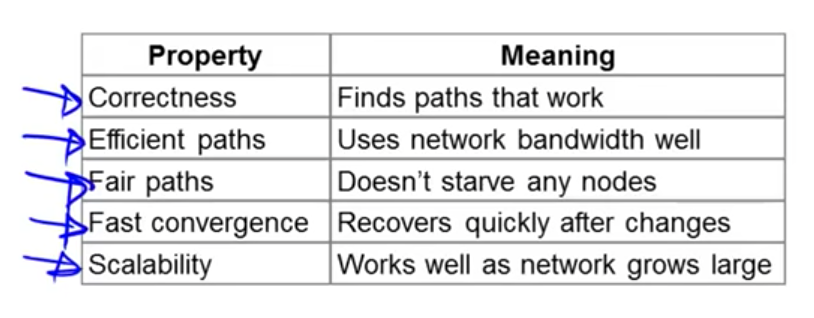 Property Meaning
Correctness Finds paths that work
Efficient paths Uses network bandwidth well
Fair paths Doesn’t starve any nodes
Fast convergence Recovers quickly after changes
Scalability Works well as network grows large